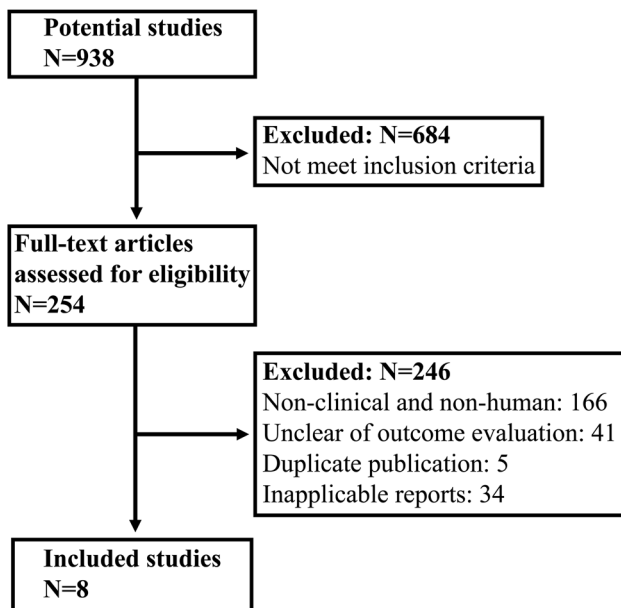 Potential studies
N=938
Excluded: N=684
Not meet inclusion criteria
Full-text articles
assessed for eligibility
N=254
Excluded: N=246
Non-clinical and non-human: 166
Unclear of outcome evaluation: 41
Duplicate publication: 5
Inapplicable reports: 34
Included studies
N=8